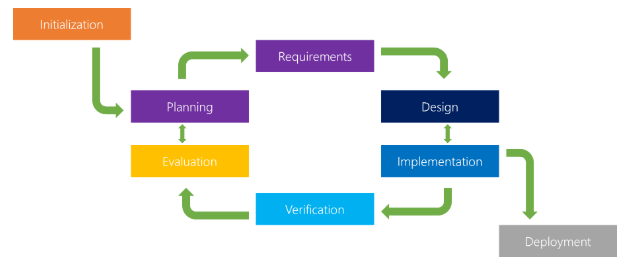 Initialization
Requirements
Planning
Design
Evaluation
Implementation
Verification
Deployment